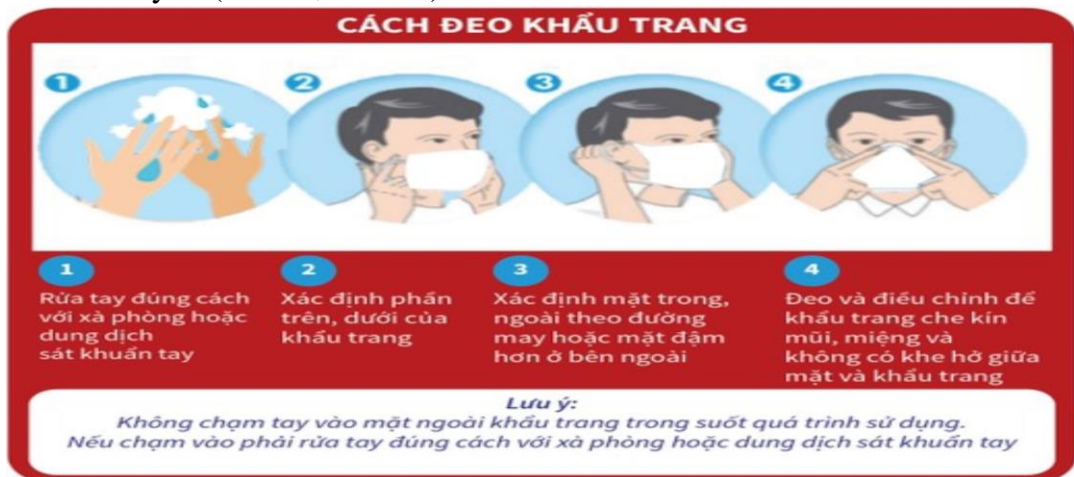 CÁCH ĐEO KHẨU TRANG
1
2
3
4
1
Rửa tay đúng cách
với xà phòng hoặc
dung dịch
sát khuẩn tay
2
Xác định phần
trên, dưới của
khẩu trang
3
Xác định mặt trong,
ngoài theo đường
may hoặc mặt đậm
hơn ở bên ngoài
4
Đeo và điều chỉnh để
khẩu trang che kín
mũi, miệng và
không có khe hở giữa
mặt và khẩu trang
Lưu ý:
Không chạm tay vào mặt ngoài khẩu trang trong suốt quá trình sử dụng.
Nếu chạm vào phải rửa tay đúng cách với xà phòng hoặc dung dịch sát khuẩn tay